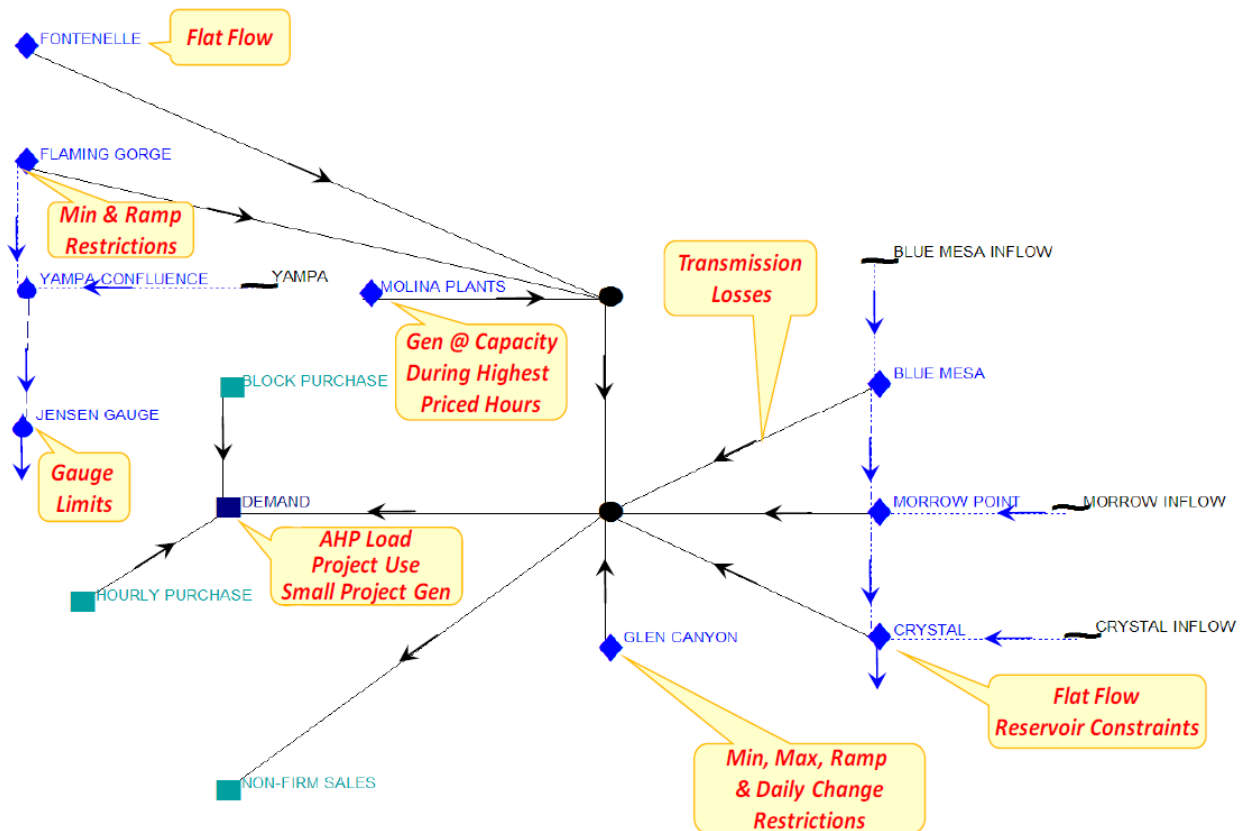 FONTENELLE
Flat Flow
FLAMING GORGE
Min & Ramp
Restrictions
YAMPA CONFLUENCE
YAMPA
MOLINA PLANTS
Gen @ Capacity
During Highest
Priced Hours
Transmission
Losses
BLUE MESA INFLOW
BLUE MESA
BLOCK PURCHASE
JENSEN GAUGE
Gauge
Limits
DEMAND
AHP Load
Project Use
Small Project Gen
MORROW POINT
MORROW INFLOW
HOURLY PURCHASE
GLEN CANYON
CRYSTAL
CRYSTAL INFLOW
Flat Flow
Reservoir Constraints
Min, Max, Ramp
& Daily Change
Restrictions
NON-FIRM SALES